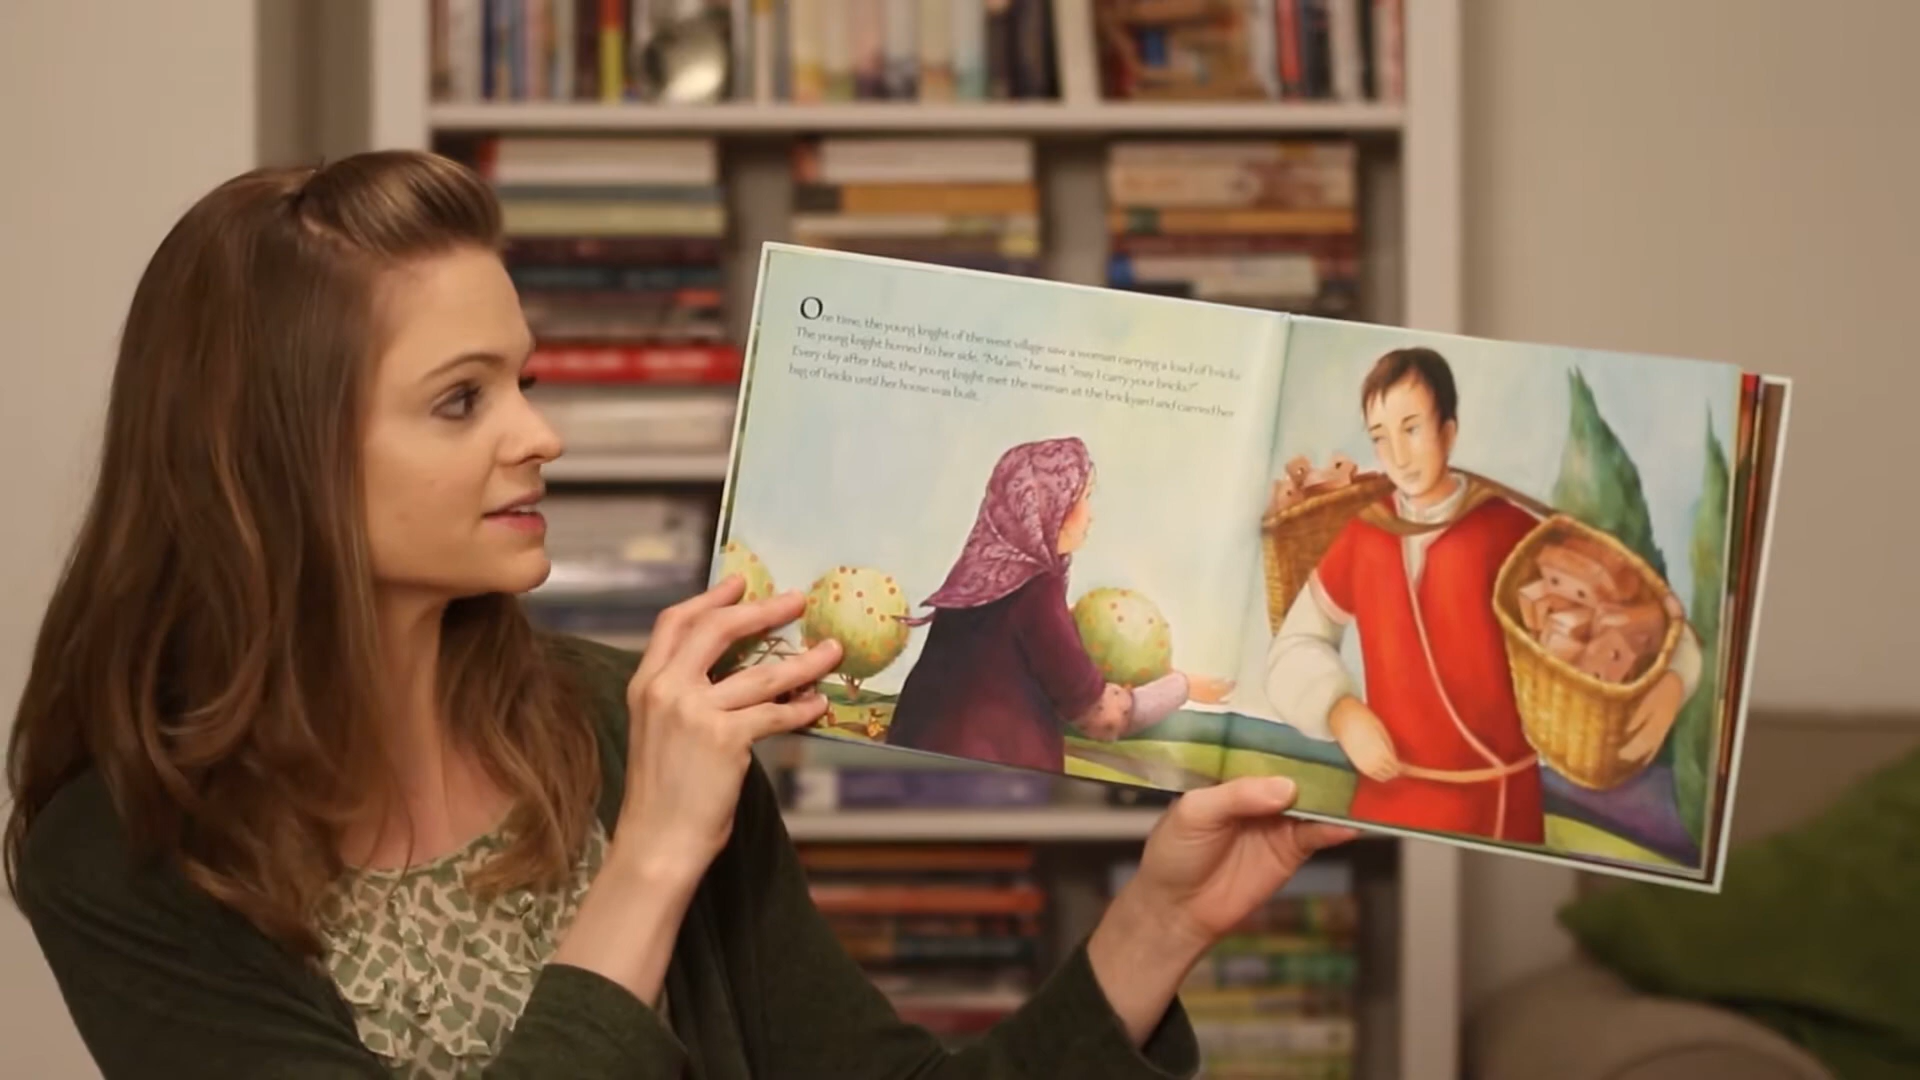 One time, the young knight of the west village saw a woman carrying a load of bricks.
The young knight hurried to her side. "Ma'am," he said, "may I carry your bricks?"
Every day after that, the young knight met the woman at the brickyard and carried her
big of bricks until her house was built.